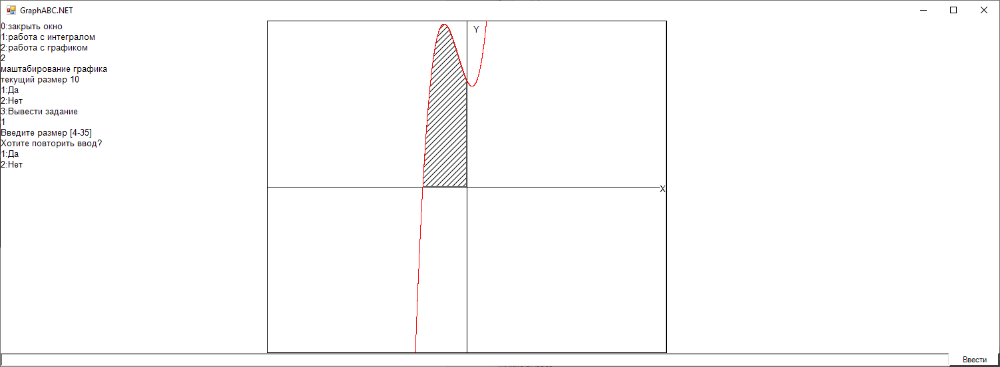 GraphABC.NET
0:закрыть окно
1:работа с интегралом
2:работа с графиком
2
маштабирование графика
текущий размер 10
1:Да
2:Нет
3:Вывести задание
1
Введите размер [4-35]
Хотите повторить ввод?
1:Да
2:Нет
Y
X
Ввести